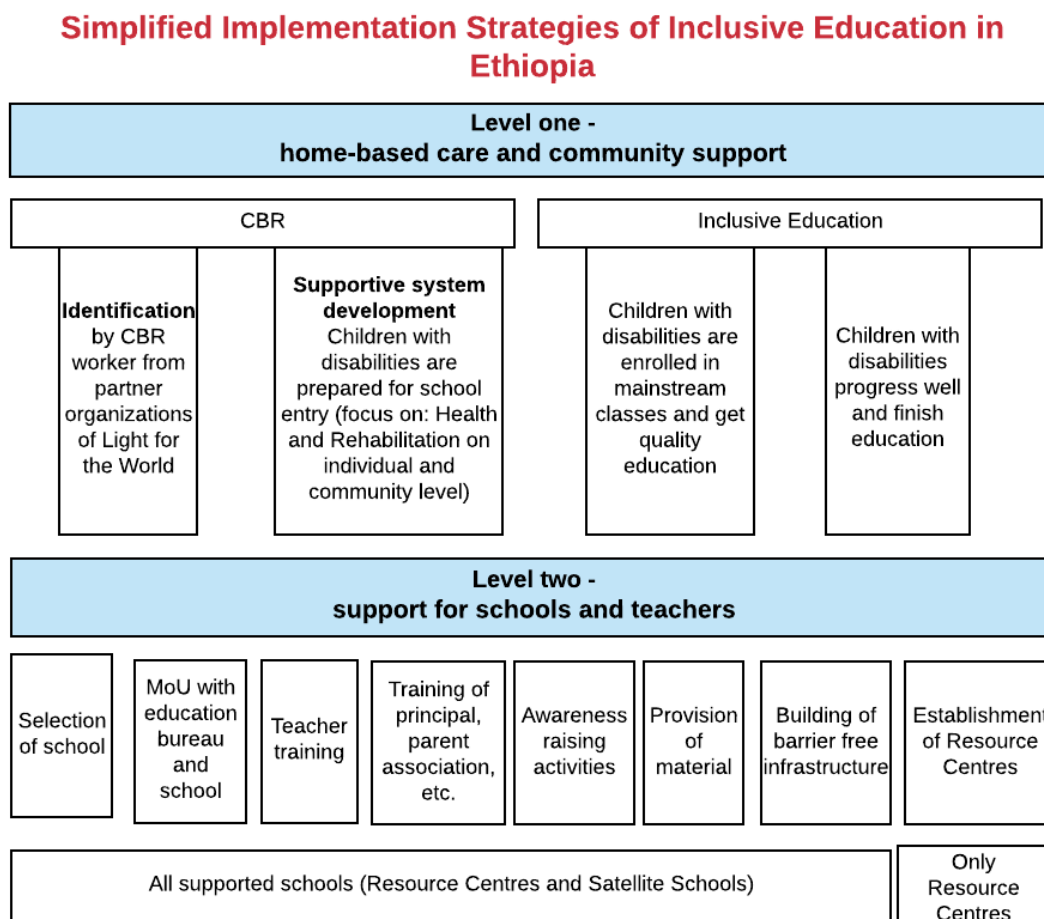 Simplified Implementation Strategies of Inclusive Education in
Ethiopia
Level one -
home-based care and community support
CBR
Inclusive Education
Identification
by CBR
worker from
partner
organizations
of Light for
the World
Supportive system
development
Children with
disabilities are
prepared for school
entry (focus on: Health
and Rehabilitation on
individual and
community level)
Children with
disabilities are
enrolled in
mainstream
classes and get
quality
education
Children with
disabilities
progress well
and finish
education
Level two -
support for schools and teachers
Selection
of school
MoU with
education
bureau
and
school
Teacher
training
Training of
principal,
parent
association,
etc.
Awareness
raising
activities
Provision
of
material
Building of
barrier free
infrastructure
Establishment
of Resource
Centres
All supported schools (Resource Centres and Satellite Schools)
Only
Resource
Centres